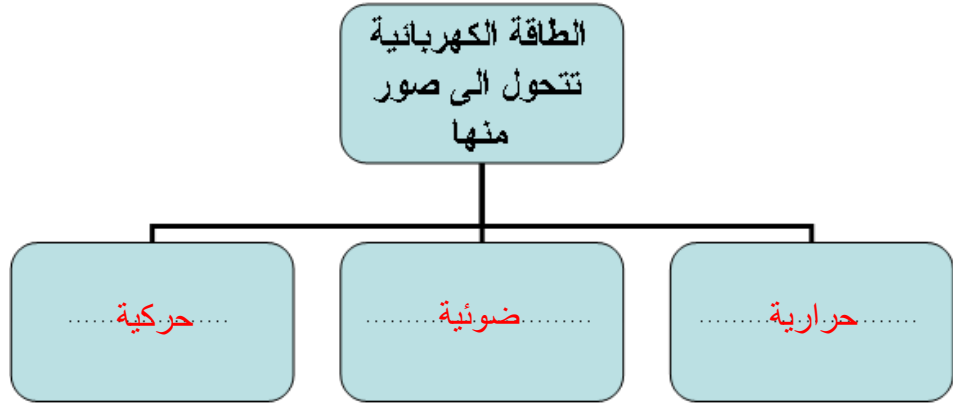 الطاقة الكهربائية
تتحول الى صور
منها
........حرارية........
........ضوئية........
........حركية........